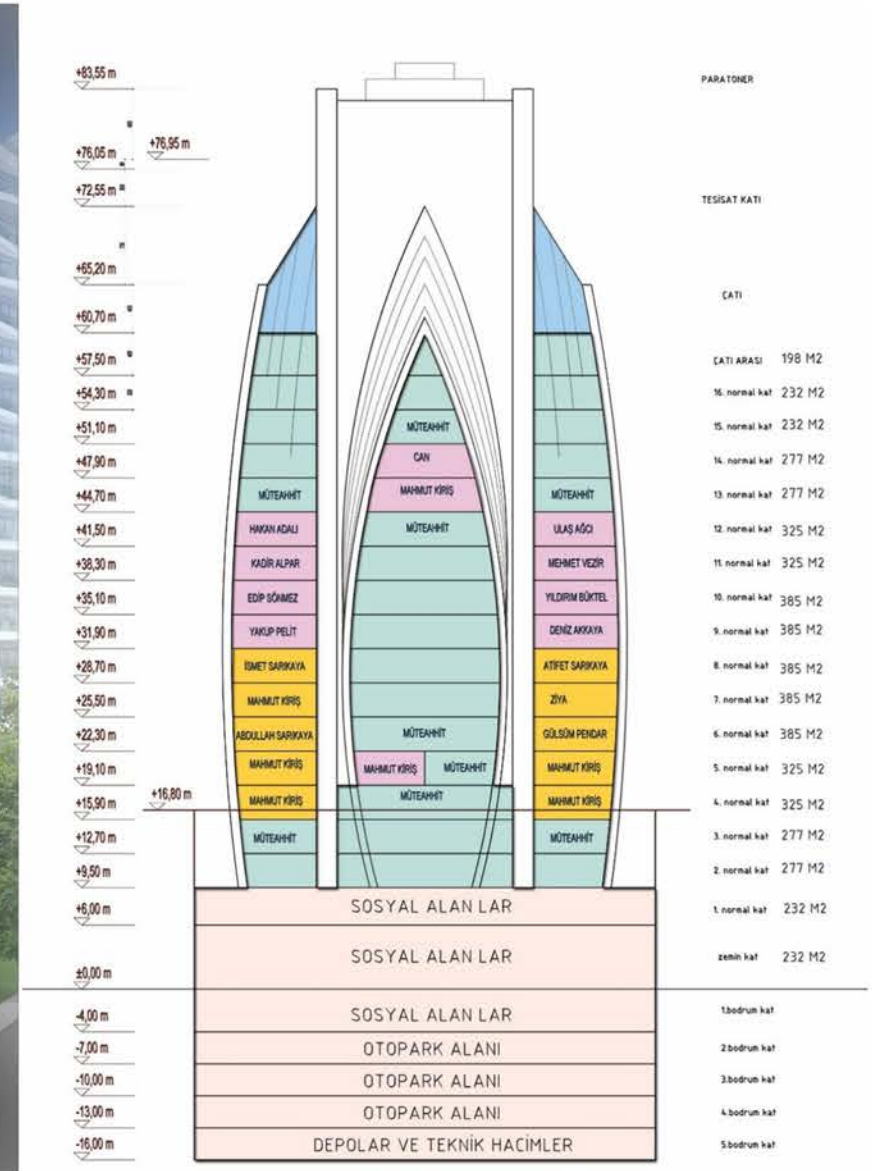 +83,55 m PARATONER
+76,95 m
+76,05 m
+72,55 m TESİSAT KATI
+65,20 m
ÇATI
+60,70 m
+57,50 m ÇATI ARASI 198 M2
+54,30 m 16. normal kat 232 M2
+51,10 m MÜTEAHHİT 15. normal kat 232 M2
+47,90 m CAN 14. normal kat 277 M2
+44,70 m MÜTEAHHİT MAHMUT KİRİŞ MÜTEAHHİT 13. normal kat 277 M2
+41,50 m HAKAN ADALI MÜTEAHHİT ULAŞ AĞCI 12. normal kat 325 M2
+38,30 m KADİR ALPAR MEHMET VEZİR 11. normal kat 325 M2
+35,10 m EDİP SÖNMEZ YILDIRIM BÜKTEL 10. normal kat 385 M2
+31,90 m YAKUP PELİT DENİZ AKKAYA 9. normal kat 385 M2
+28,70 m İSMET SARIKAYA ATİFET SARIKAYA 8. normal kat 385 M2
+25,50 m MAHMUT KİRİŞ ZİYA 7. normal kat 385 M2
+22,30 m ABDULLAH SARIKAYA MÜTEAHHİT GÜLSÜM PENDAR 6. normal kat 385 M2
+19,10 m MAHMUT KİRİŞ MAHMUT KİRİŞ MÜTEAHHİT MAHMUT KİRİŞ 5. normal kat 325 M2
+16,80 m
+15,90 m MAHMUT KİRİŞ MÜTEAHHİT MAHMUT KİRİŞ 4. normal kat 325 M2
+12,70 m MÜTEAHHİT MÜTEAHHİT 3. normal kat 277 M2
+9,50 m 2. normal kat 277 M2
+6,00 m SOSYAL ALAN LAR 1. normal kat 232 M2
±0,00 m SOSYAL ALAN LAR zemin kat 232 M2
-4,00 m SOSYAL ALAN LAR 1.bodrum kat
-7,00 m OTOPARK ALANI 2.bodrum kat
-10,00 m OTOPARK ALANI 3.bodrum kat
-13,00 m OTOPARK ALANI 4.bodrum kat
-16,00 m DEPOLAR VE TEKNİK HACİMLER 5.bodrum kat